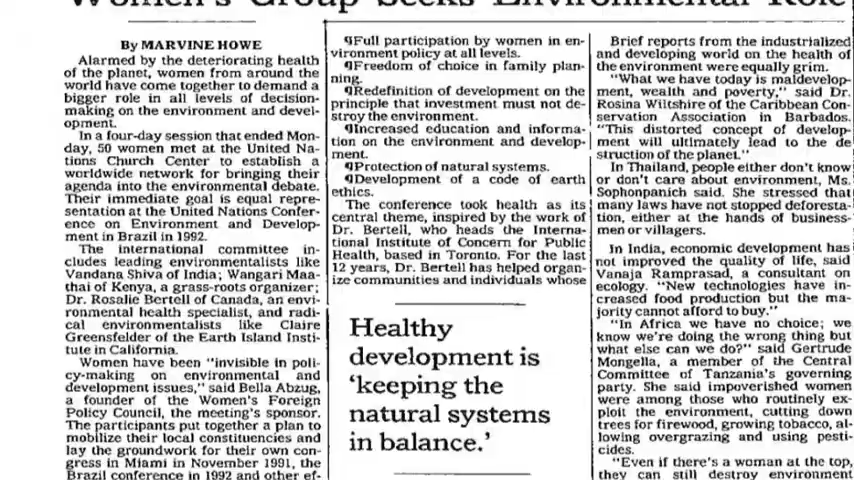 Women's Group Seeks Environmental Role
By MARVINE HOWE
Alarmed by the deteriorating health
of the planet, women from around the
world have come together to demand a
bigger role in all levels of decision-
making on the environment and devel-
opment.
In a four-day session that ended Mon-
day, 50 women met at the United Na-
tions Church Center to establish a
worldwide network for bringing their
agenda into the environmental debate.
Their immediate goal is equal repre-
sentation at the United Nations Confer-
ence on Environment and Develop-
ment in Brazil in 1992.
The international committee in-
cludes leading environmentalists like
Vandana Shiva of India; Wangari Maa-
thai of Kenya, a grass-roots organizer;
Dr. Rosalie Bertell of Canada, an envi-
ronmental health specialist, and radi-
cal environmentalists like Claire
Greensfelder of the Earth Island Insti-
tute in California.
Women have been "invisible in poli-
cy-making on environmental and
development issues," said Bella Abzug,
a founder of the Women's Foreign
Policy Council, the meeting's sponsor.
The participants put together a plan to
mobilize their local constituencies and
lay the groundwork for their own con-
gress in Miami in November 1991, the
Brazil conference in 1992 and other ef-
¶Full participation by women in en-
vironment policy at all levels.
¶Freedom of choice in family plan-
ning.
¶Redefinition of development on the
principle that investment must not de-
stroy the environment.
¶Increased education and informa-
tion on the environment and develop-
ment.
¶Protection of natural systems.
¶Development of a code of earth
ethics.
The conference took health as its
central theme, inspired by the work of
Dr. Bertell, who heads the Interna-
tional Institute of Concern for Public
Health, based in Toronto. For the last
12 years, Dr. Bertell has helped organ-
ize communities and individuals whose
Healthy
development is
'keeping the
natural systems
in balance.'
Brief reports from the industrialized
and developing world on the health of
the environment were equally grim.
"What we have today is maldevelop-
ment, wealth and poverty," said Dr.
Rosina Wiltshire of the Caribbean Con-
servation Association in Barbados.
"This distorted concept of develop-
ment will ultimately lead to the de
struction of the planet."
In Thailand, people either don't know
or don't care about environment, Ms.
Sophonpanich said. She stressed that
many laws have not stopped deforesta-
tion, either at the hands of business-
men or villagers.
In India, economic development has
not improved the quality of life, said
Vanaja Ramprasad, a consultant on
ecology. "New technologies have in-
creased food production but the ma-
jority cannot afford to buy."
"In Africa we have no choice; we
know we're doing the wrong thing but
what else can we do?" said Gertrude
Mongella, a member of the Central
Committee of Tanzania's governing
party. She said impoverished women
were among those who routinely ex-
ploit the environment, cutting down
trees for firewood, growing tobacco, al-
lowing overgrazing and using pesti-
cides.
"Even if there's a woman at the top,
they can still destroy environment